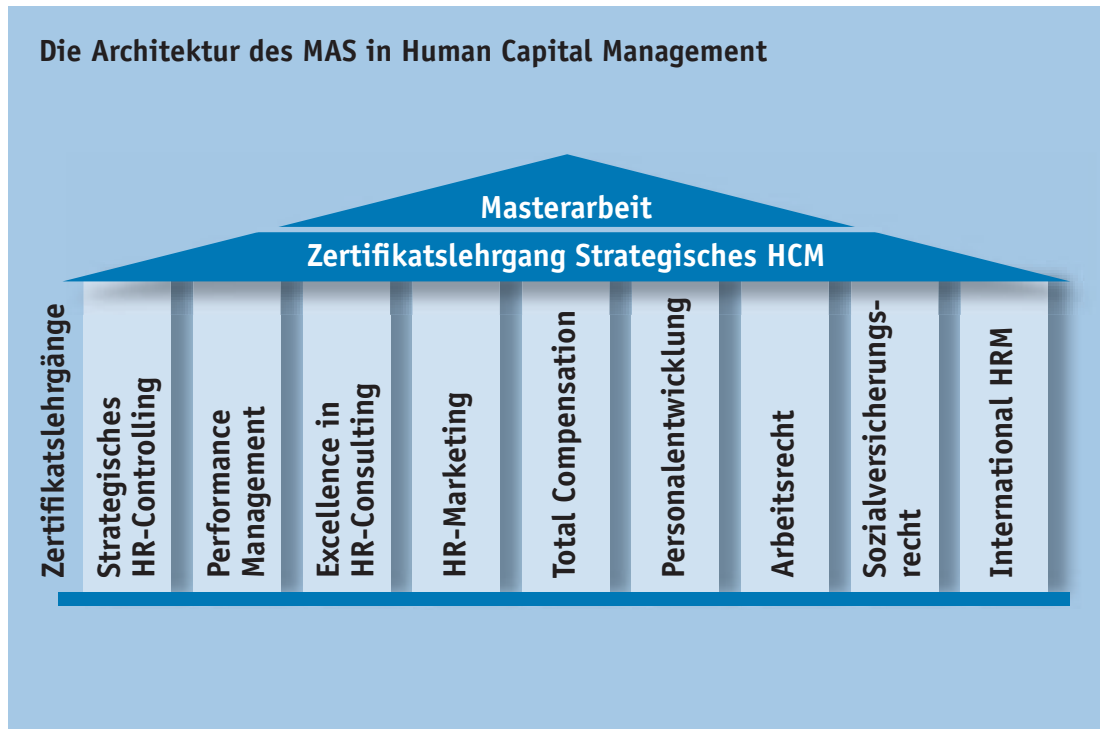 Die Architektur des MAS in Human Capital Management
Masterarbeit
Zertifikatslehrgang Strategisches HCM
Zertifikatslehrgänge
Strategisches
HR-Controlling
Performance
Management
Excellence in
HR-Consulting
HR-Marketing
Total Compensation
Personalentwicklung
Arbeitsrecht
Sozialversicherungs-
recht
International HRM